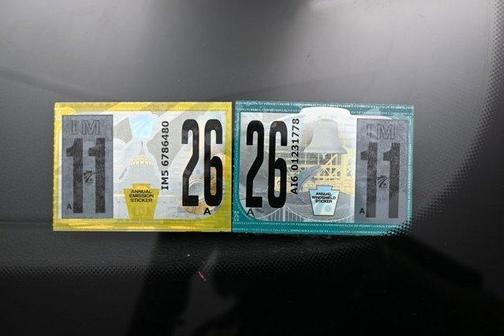 IM
11
A
ANNUAL
EMISSION
STICKER
IM5 6786480
26
A
26
A
AI6 01231778
ANNUAL
WINDSHIELD
STICKER
IM
11
A